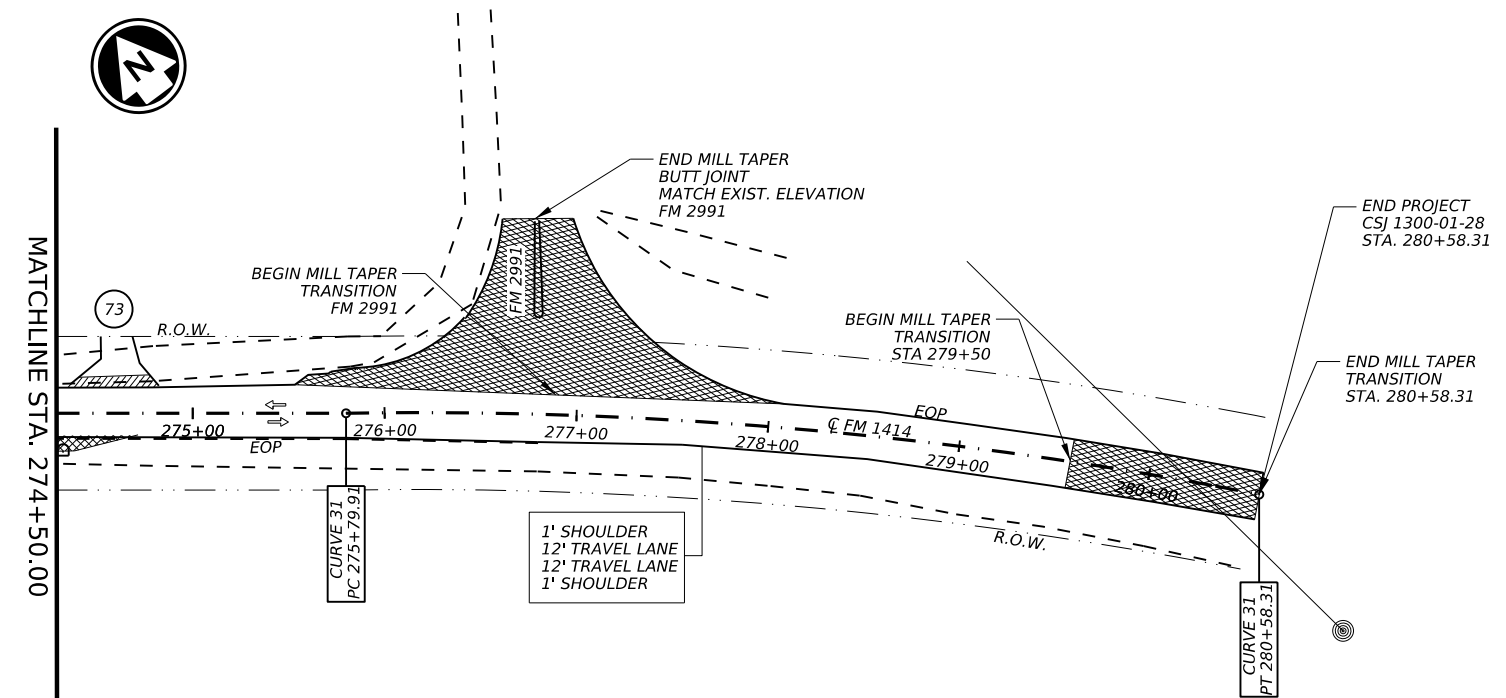 N
END MILL TAPER
BUTT JOINT
MATCH EXIST. ELEVATION
FM 2991
END PROJECT
CSJ 1300-01-28
STA. 280+58.31
MATCHLINE STA. 274+50.00
73
R.O.W.
BEGIN MILL TAPER
TRANSITION
FM 2991
FM 2991
BEGIN MILL TAPER
TRANSITION
STA 279+50
END MILL TAPER
TRANSITION
STA. 280+58.31
275+00
276+00
277+00
278+00
℄ FM 1414
EOP
279+00
280+00
EOP
CURVE 31
PC 275+79.91
1' SHOULDER
12' TRAVEL LANE
12' TRAVEL LANE
1' SHOULDER
R.O.W.
CURVE 31
PT 280+58.31